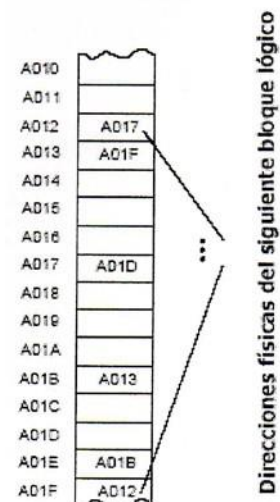 A010
A011
A012 A017
A013 A01F
A014
A015
A016
A017 A01D
A018
A019
A01A
A01B A013
A01C
A01D
A01E A01B
A01F A012
...
Direcciones físicas del siguiente bloque lógico